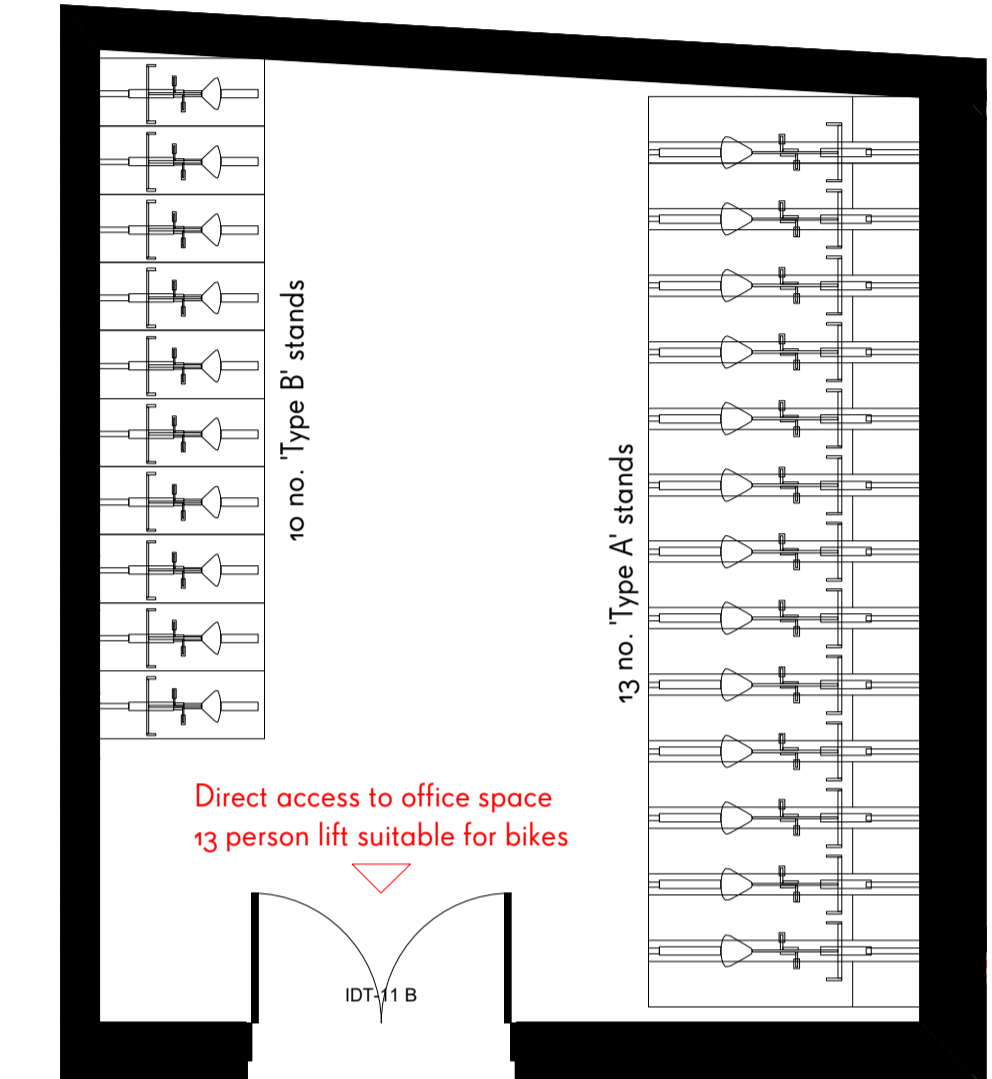 10 no. 'Type B' stands
13 no. 'Type A' stands
Direct access to office space
13 person lift suitable for bikes
IDT-11 B